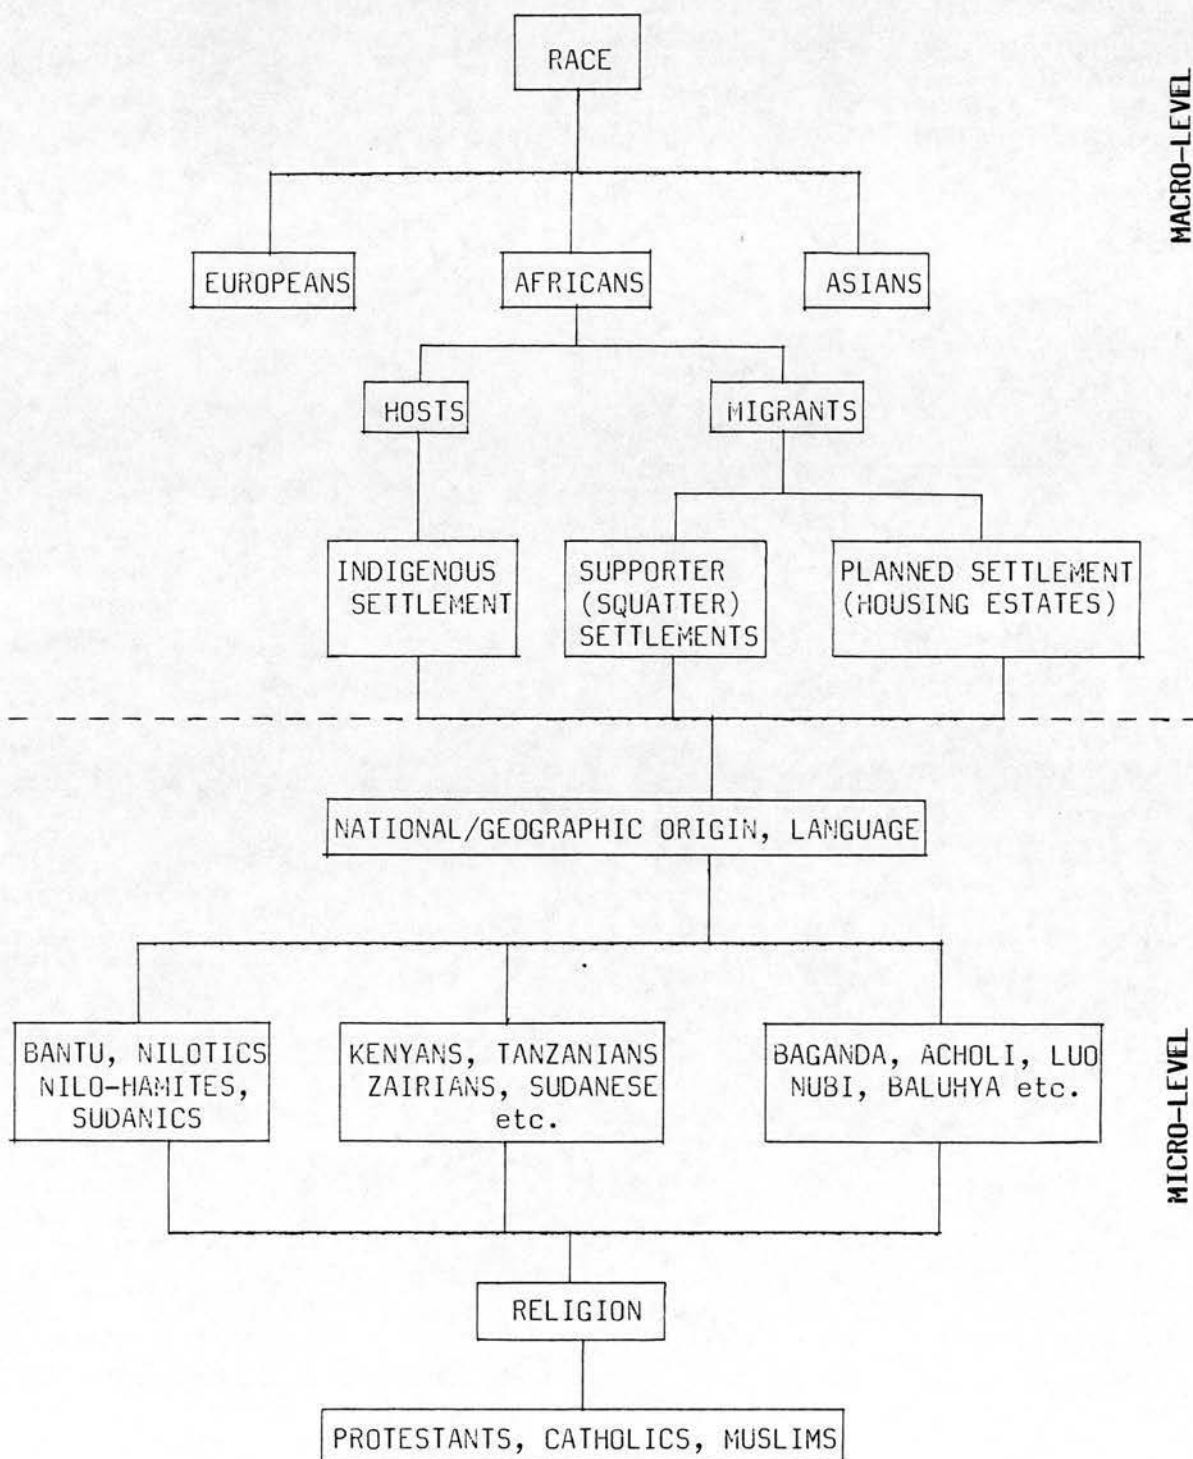 RACE
MACRO-LEVEL
EUROPEANS
AFRICANS
ASIANS
HOSTS
MIGRANTS
INDIGENOUS
SETTLEMENT
SUPPORTER
(SQUATTER)
SETTLEMENTS
PLANNED SETTLEMENT
(HOUSING ESTATES)
NATIONAL/GEOGRAPHIC ORIGIN, LANGUAGE
BANTU, NILOTICS
NILO-HAMITES,
SUDANICS
KENYANS, TANZANIANS
ZAIRIANS, SUDANESE
etc.
BAGANDA, ACHOLI, LUO
NUBI, BALUHYA etc.
MICRO-LEVEL
RELIGION
PROTESTANTS, CATHOLICS, MUSLIMS